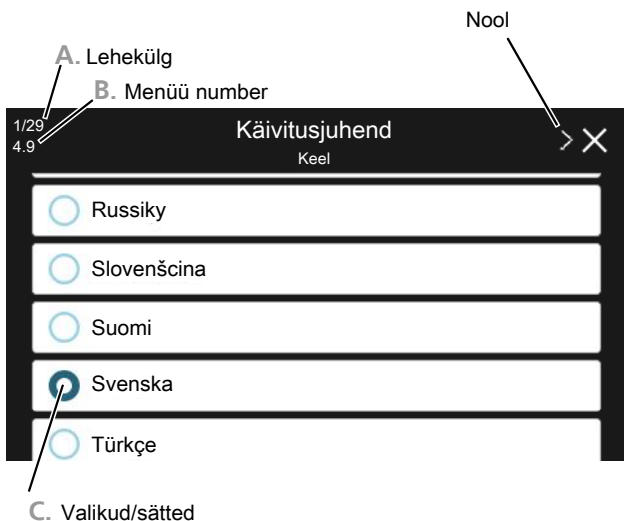 Nool
A. Lehekülg
B. Menüü number
1/29
4.9
Käivitusjuhend
Keel
Russiky
Slovenšcina
Suomi
Svenska
Türkçe
C. Valikud/sätted